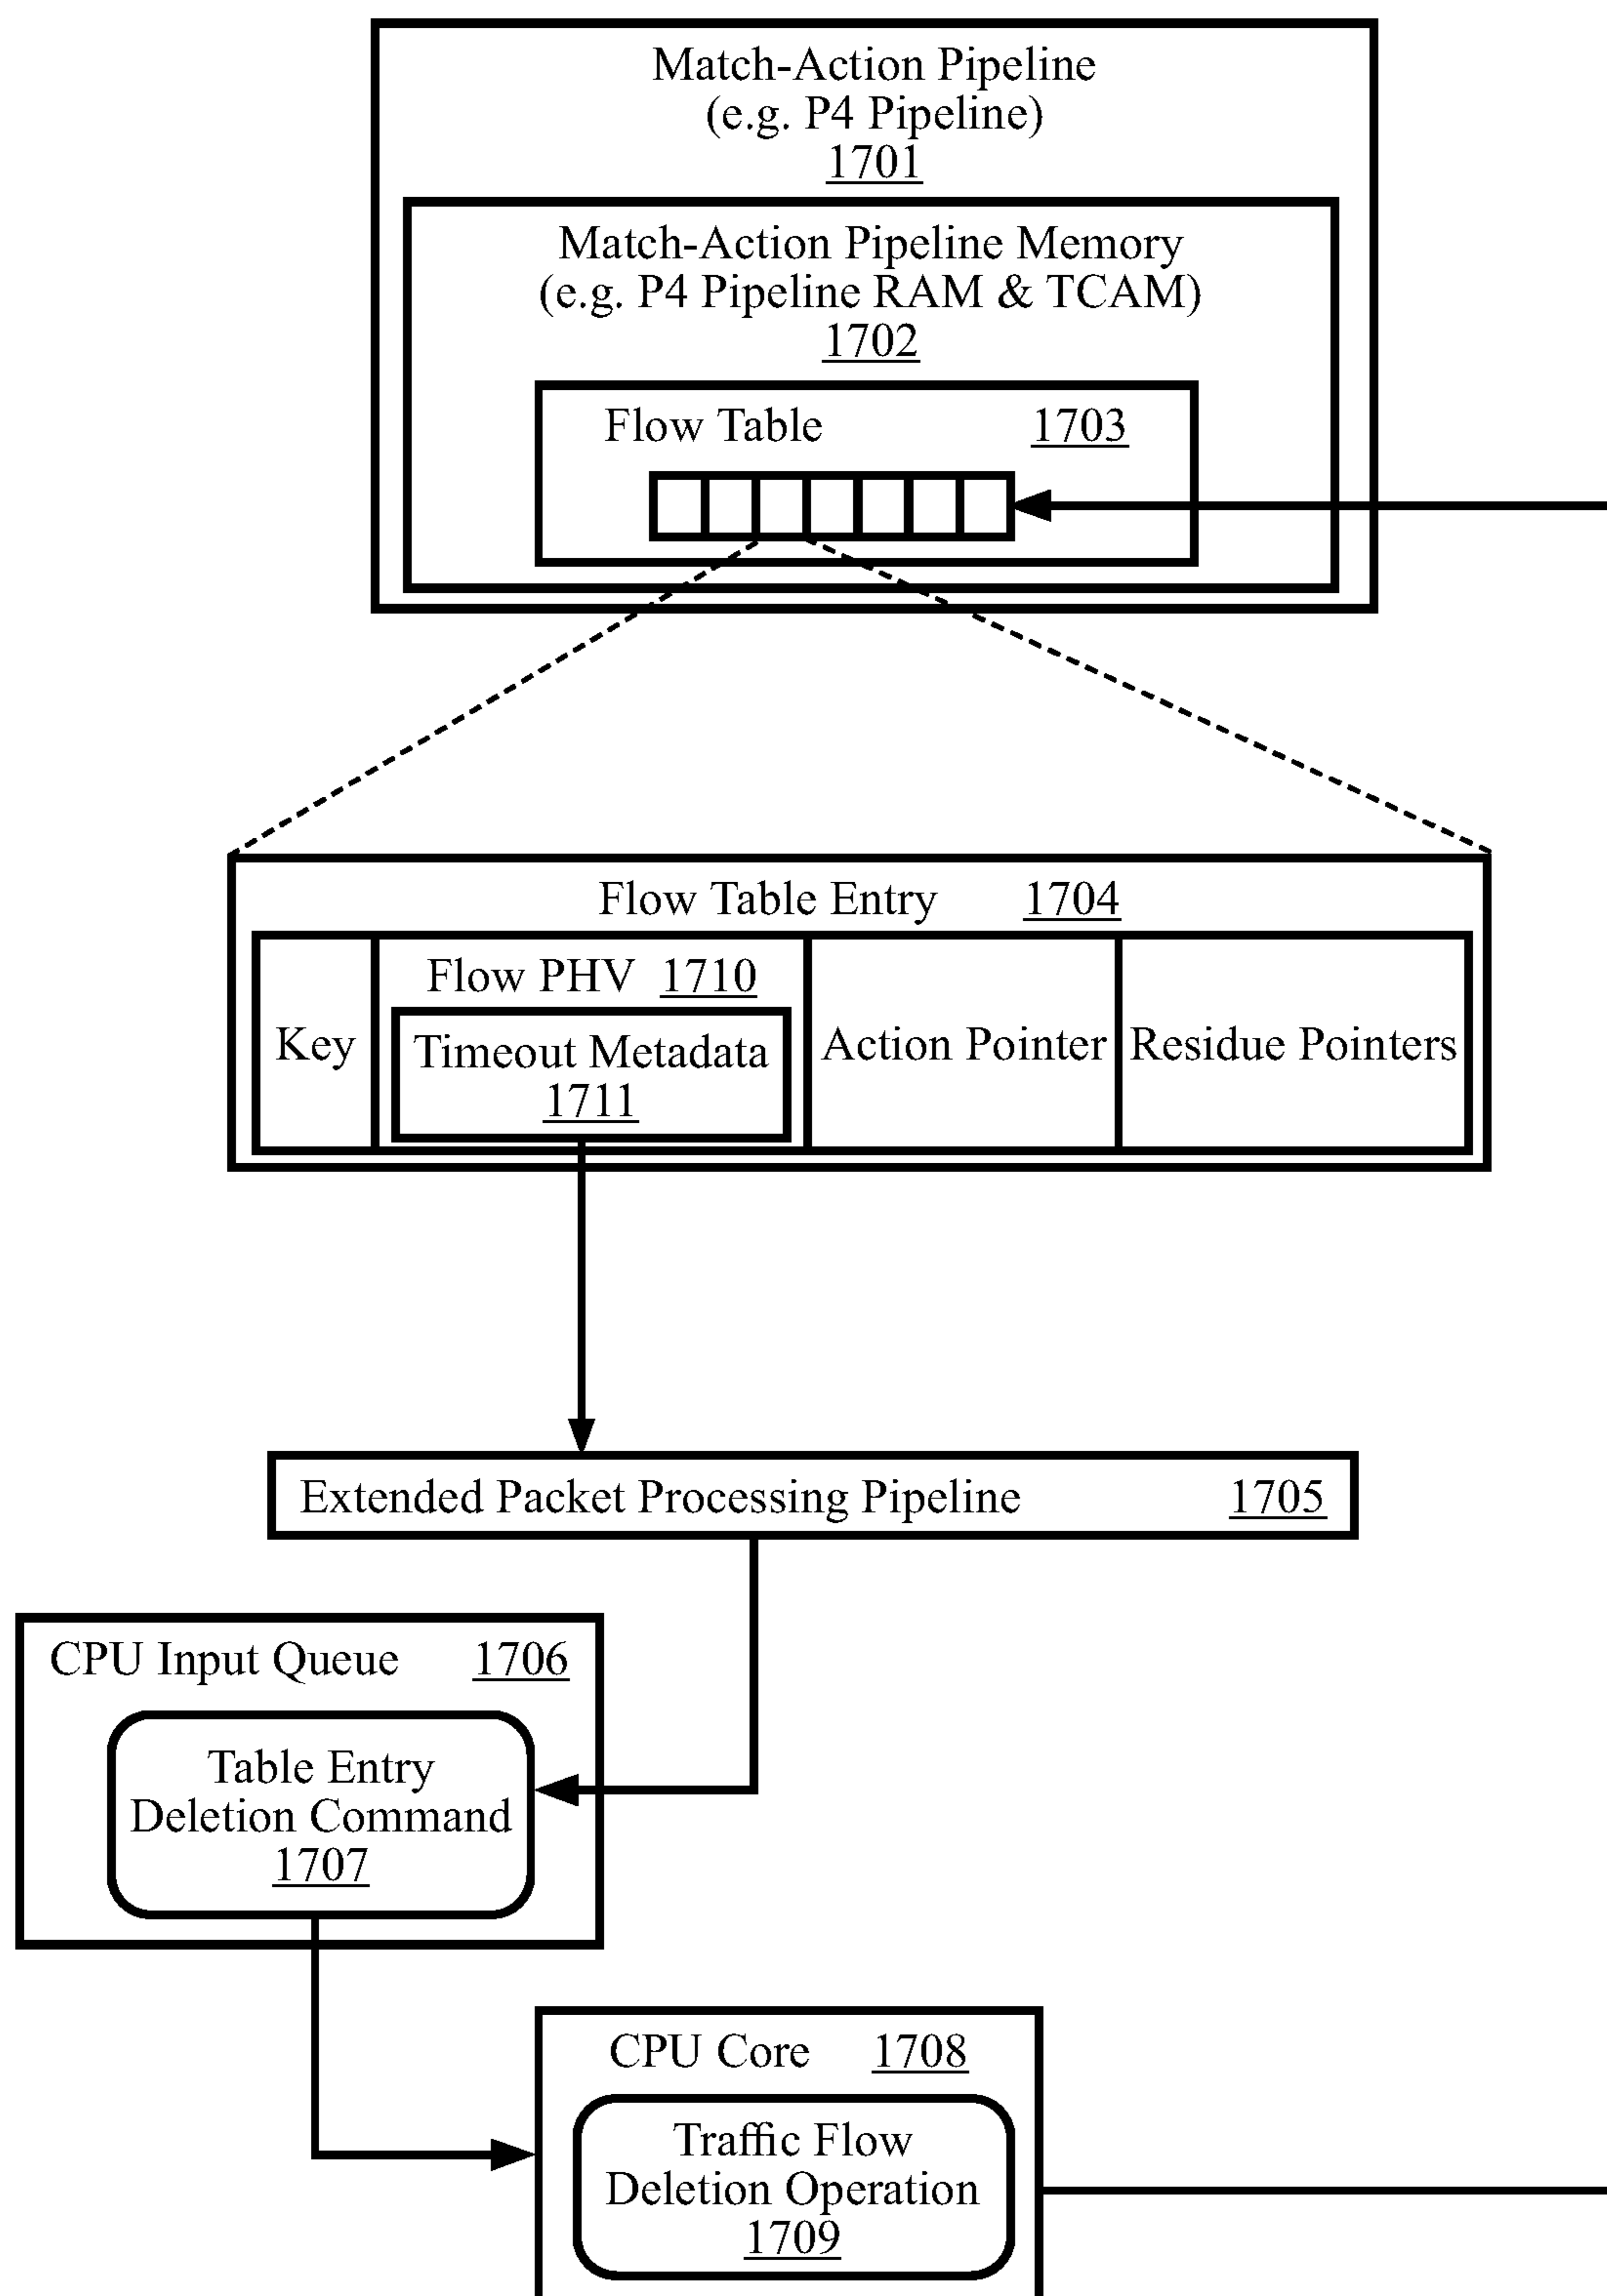 Match-Action Pipeline
(e.g. P4 Pipeline)
1701
Match-Action Pipeline Memory
(e.g. P4 Pipeline RAM & TCAM)
1702
Flow Table 1703
Flow Table Entry 1704
Key
Flow PHV 1710
Timeout Metadata
1711
Action Pointer
Residue Pointers
Extended Packet Processing Pipeline 1705
CPU Input Queue 1706
Table Entry
Deletion Command
1707
CPU Core 1708
Traffic Flow
Deletion Operation
1709